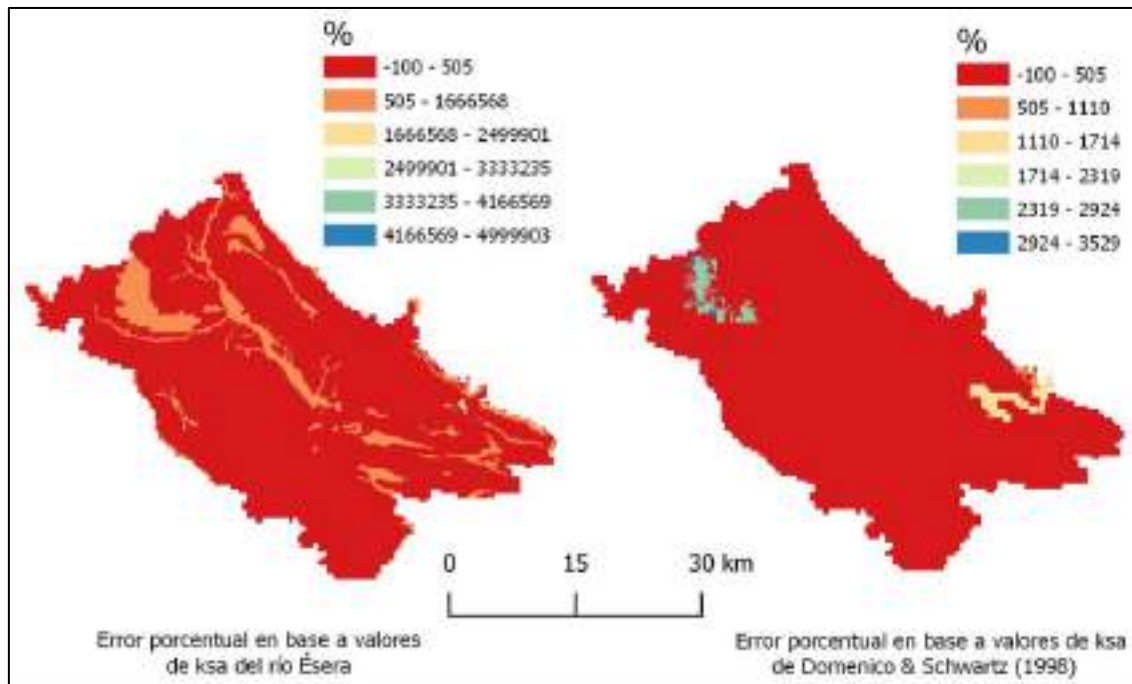 %
-100 - 505
505 - 1666568
1666568 - 2499901
2499901 - 3333235
3333235 - 4166569
4166569 - 4999903
%
-100 - 505
505 - 1110
1110 - 1714
1714 - 2319
2319 - 2924
2924 - 3529
0 15 30 km
Error porcentual en base a valores
de ksa del río Ésera
Error porcentual en base a valores de ksa
de Domenico & Schwartz (1998)